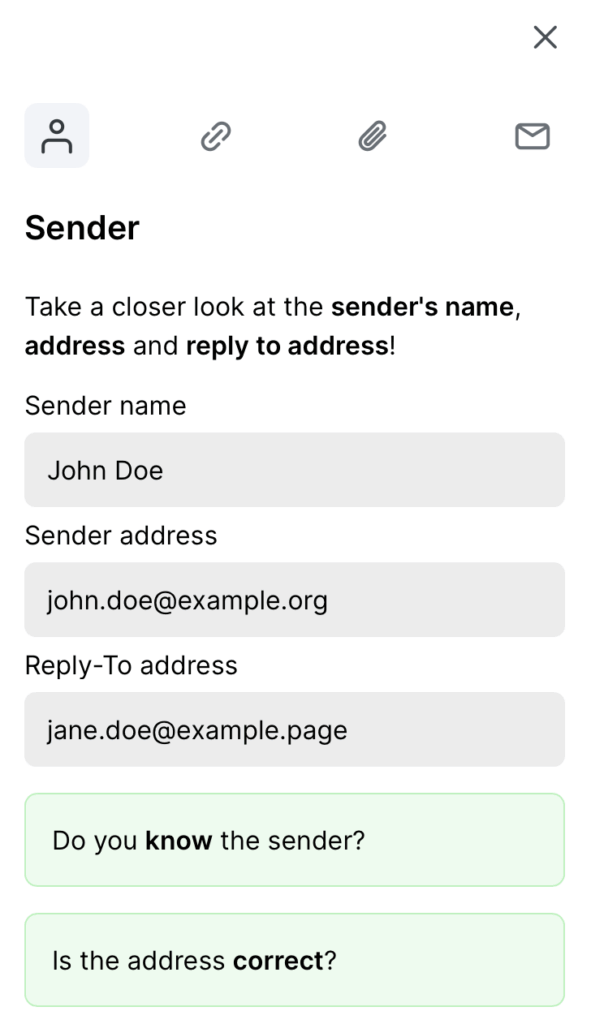 Sender
Take a closer look at the sender's name,
address and reply to address!
Sender name
John Doe
Sender address
john.doe@example.org
Reply-To address
jane.doe@example.page
Do you know the sender?
Is the address correct?